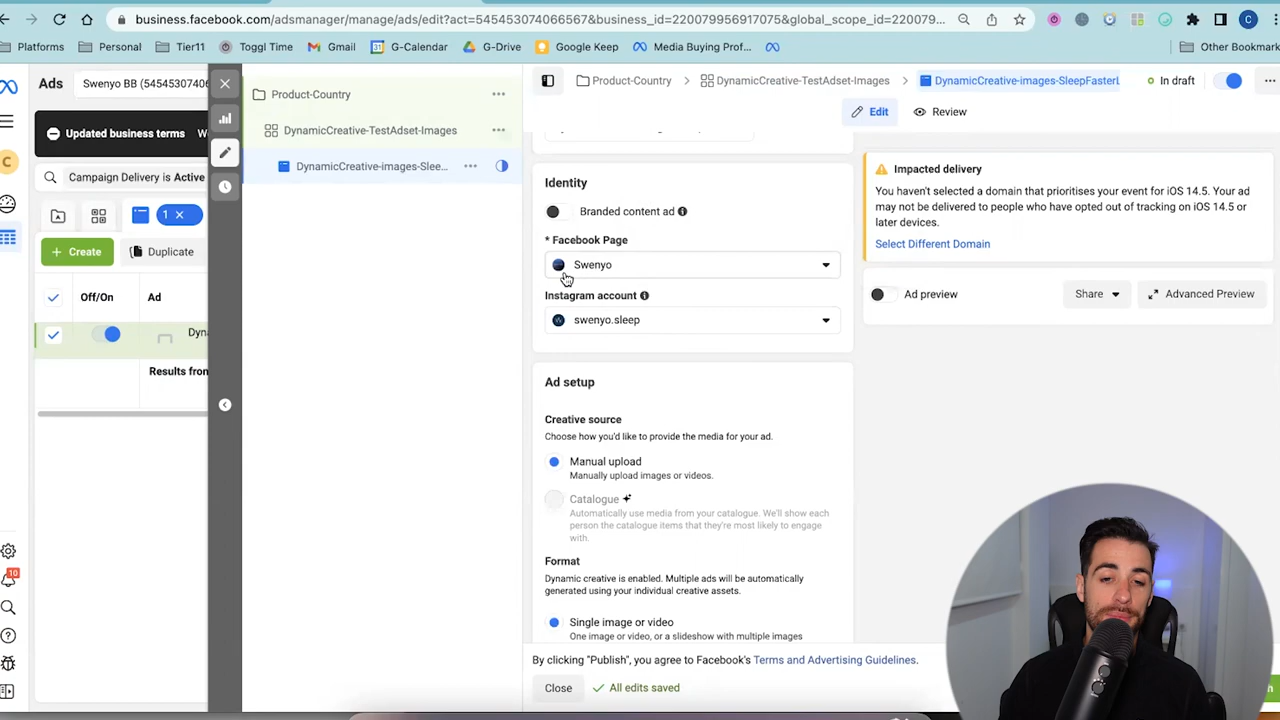 business.facebook.com/adsmanager/manage/ads/edit?act=545453074066567&business_id=220079956917075&global_scope_id=220079...
C
Platforms
Personal
Tier11
Toggl Time
Gmail
G-Calendar
G-Drive
Google Keep
Media Buying Prof...
Other Bookmark
Ads
Swenyo BB (5454530740
Updated business terms
Campaign Delivery is Active
1 ×
+ Create
Duplicate
Off/On
Ad
Dyna
Results from
C
10
Product-Country
DynamicCreative-TestAdset-Images
DynamicCreative-images-Slee...
Product-Country
DynamicCreative-TestAdset-Images
DynamicCreative-images-SleepFasterL
In draft
Edit
Review
Identity
Branded content ad
* Facebook Page
Swenyo
Instagram account
swenyo.sleep
Ad setup
Creative source
Choose how you'd like to provide the media for your ad.
Manual upload
Manually upload images or videos.
Catalogue
Automatically use media from your catalogue. We'll show each
person the catalogue items that they're most likely to engage
with.
Format
Dynamic creative is enabled. Multiple ads will be automatically
generated using your individual creative assets.
Single image or video
One image or video, or a slideshow with multiple images
By clicking "Publish", you agree to Facebook's Terms and Advertising Guidelines.
Close
All edits saved
Impacted delivery
You haven't selected a domain that prioritises your event for iOS 14.5. Your ad
may not be delivered to people who have opted out of tracking on iOS 14.5 or
later devices.
Select Different Domain
Ad preview
Share
Advanced Preview